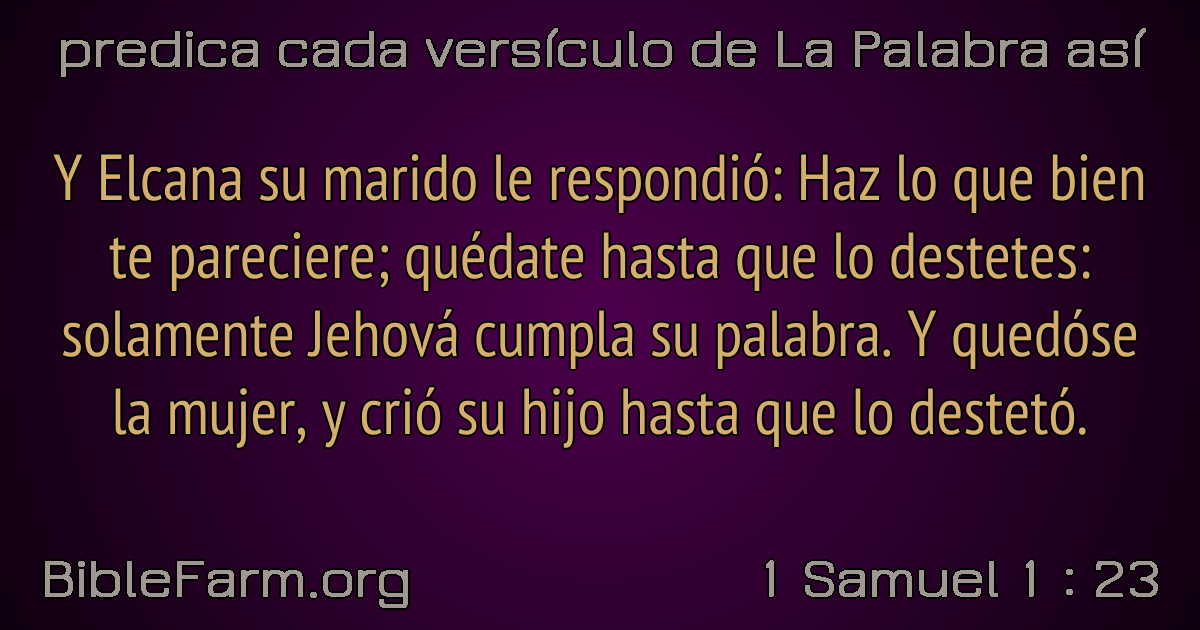 predica cada versículo de La Palabra así
Y Elcana su marido le respondió: Haz lo que bien
te pareciere; quédate hasta que lo destetes:
solamente Jehová cumpla su palabra. Y quedóse
la mujer, y crió su hijo hasta que lo destetó.
BibleFarm.org
1 Samuel 1 : 23